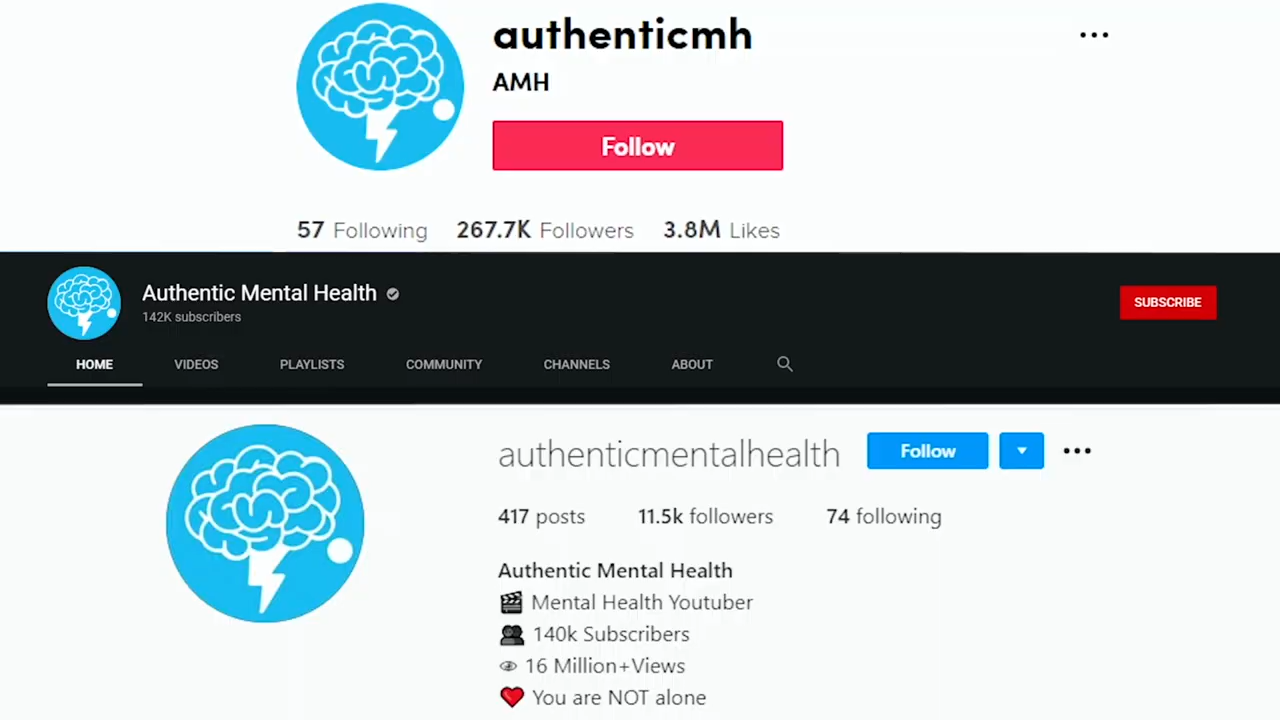 authenticmh
AMH
Follow
57 Following 267.7K Followers 3.8M Likes
Authentic Mental Health
142K subscribers
SUBSCRIBE
HOME VIDEOS PLAYLISTS COMMUNITY CHANNELS ABOUT
authenticmentalhealth Follow
417 posts 11.5k followers 74 following
Authentic Mental Health
Mental Health Youtuber
140k Subscribers
16 Million+Views
You are NOT alone